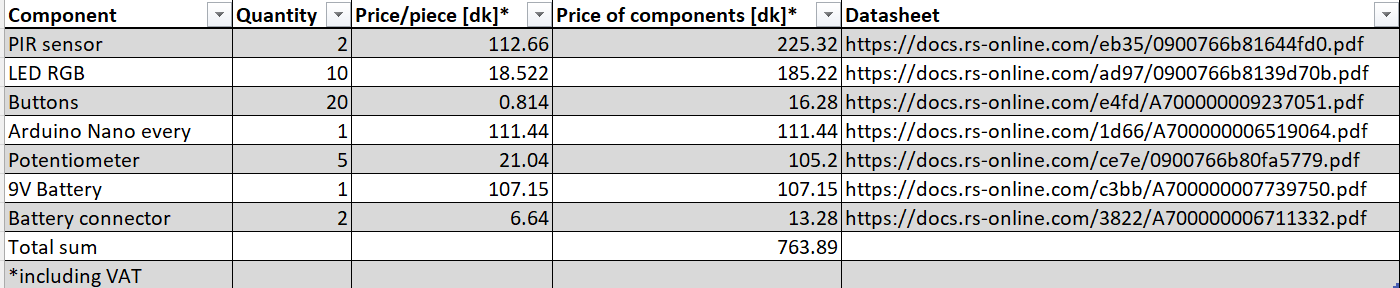 Component Quantity Price/piece [dk]* Price of components [dk]* Datasheet
PIR sensor 2 112.66 225.32 https://docs.rs-online.com/eb35/0900766b81644fd0.pdf
LED RGB 10 18.522 185.22 https://docs.rs-online.com/ad97/0900766b8139d70b.pdf
Buttons 20 0.814 16.28 https://docs.rs-online.com/e4fd/A700000009237051.pdf
Arduino Nano every 1 111.44 111.44 https://docs.rs-online.com/1d66/A700000006519064.pdf
Potentiometer 5 21.04 105.2 https://docs.rs-online.com/ce7e/0900766b80fa5779.pdf
9V Battery 1 107.15 107.15 https://docs.rs-online.com/c3bb/A700000007739750.pdf
Battery connector 2 6.64 13.28 https://docs.rs-online.com/3822/A700000006711332.pdf
Total sum 763.89
*including VAT